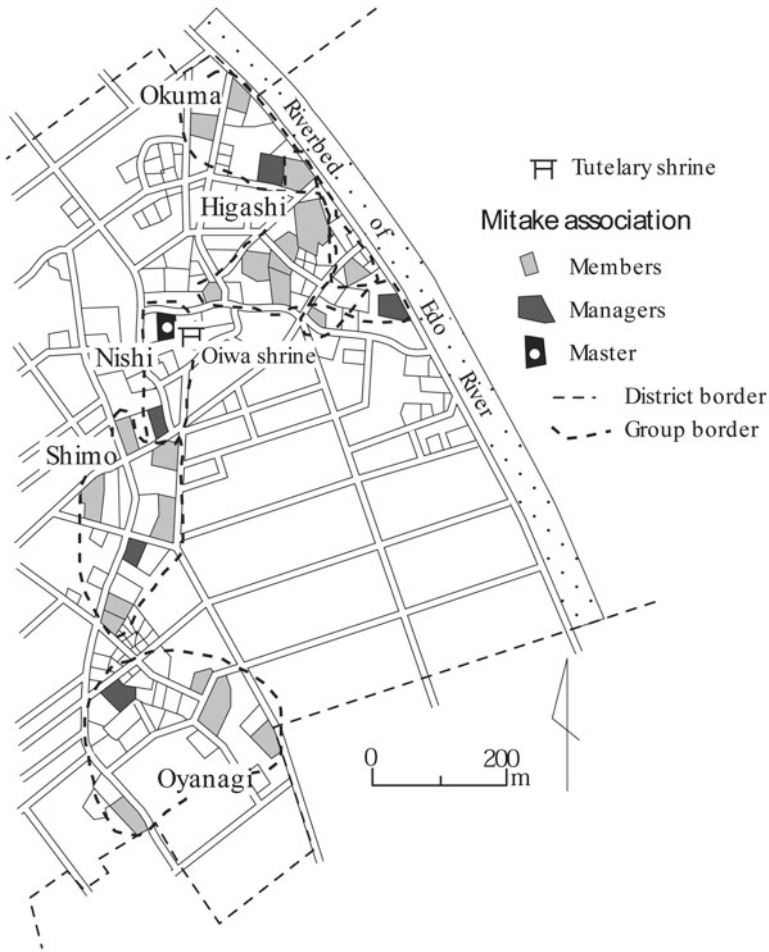 Okuma
Riverbed of Edo River
Higashi
Nishi
Oiwa shrine
Shimo
Oyanagi
Tutelary shrine
Mitake association
Members
Managers
Master
District border
Group border
0 200
m